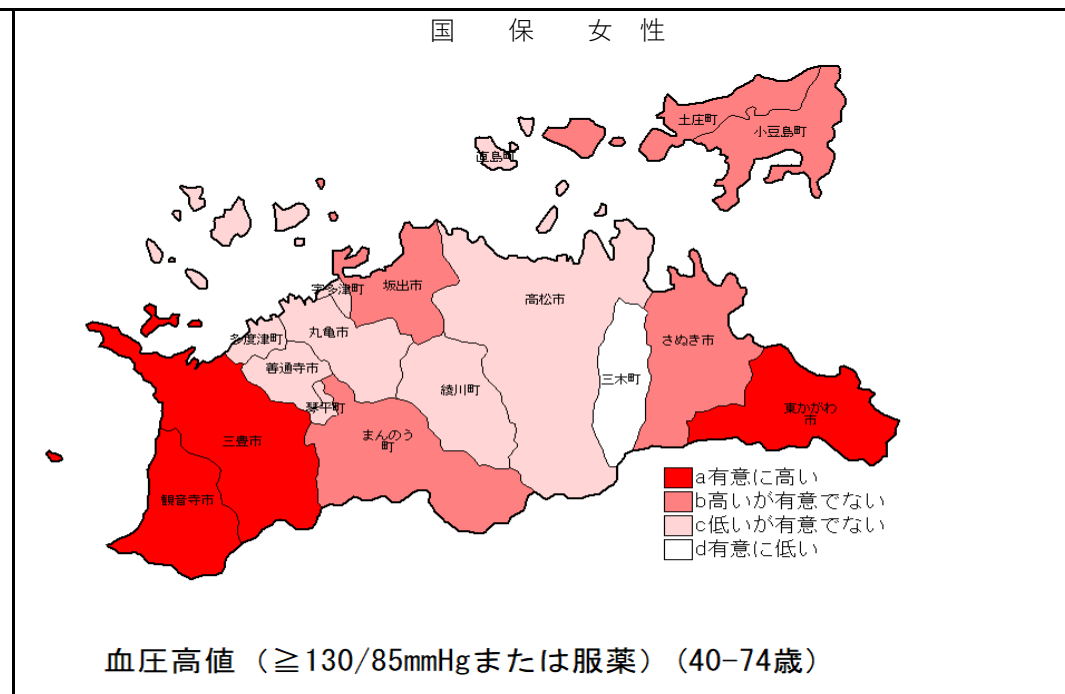 国保女性
土庄町
小豆島町
直島町
宇多津町
坂出市
高松市
多度津町
丸亀市
さぬき市
善通寺市
綾川町
三木町
琴平町
東かがわ
市
まんのう
町
三豊市
観音寺市
a有意に高い
b高いが有意でない
c低いが有意でない
d有意に低い
血圧高値（≧130/85mmHgまたは服薬）(40-74歳)